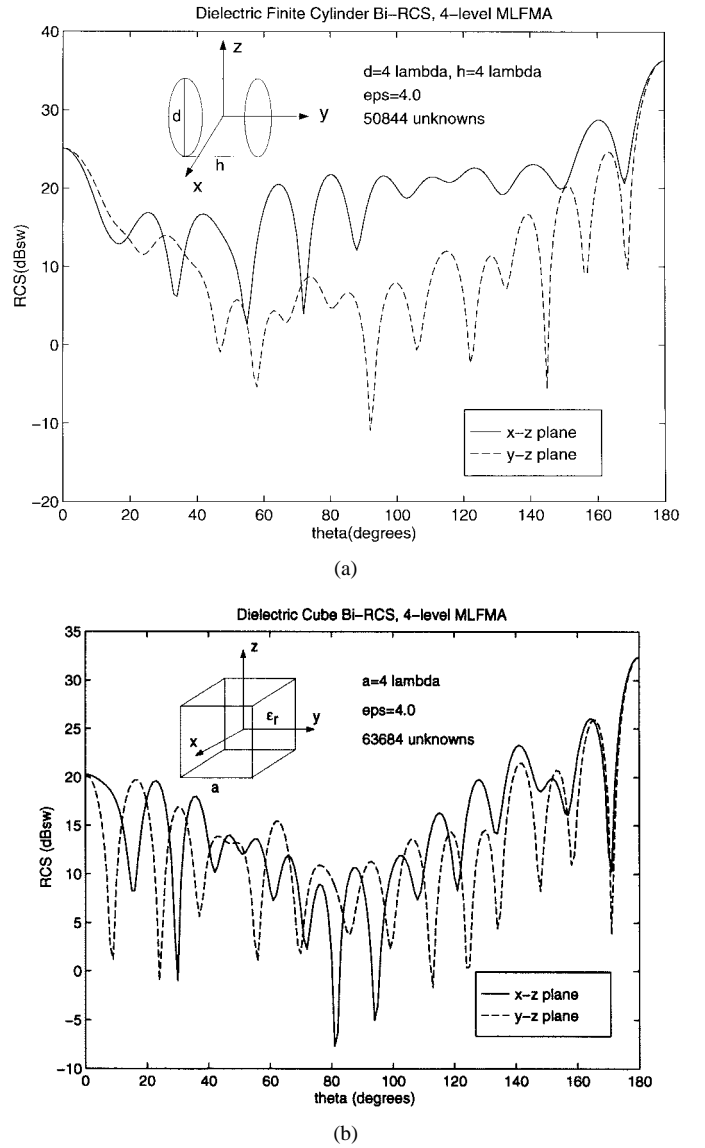 Dielectric Finite Cylinder Bi-RCS, 4-level MLFMA
40
30
20
10
0
-10
-20
RCS(dBsw)
z
y
x
d
h
d=4 lambda, h=4 lambda
eps=4.0
50844 unknowns
x-z plane
y-z plane
0 20 40 60 80 100 120 140 160 180
theta(degrees)
(a)
Dielectric Cube Bi-RCS, 4-level MLFMA
35
30
25
20
15
10
5
0
-5
-10
RCS (dBsw)
z
y
x
εr
a
a=4 lambda
eps=4.0
63684 unknowns
x-z plane
y-z plane
0 20 40 60 80 100 120 140 160 180
theta (degrees)
(b)